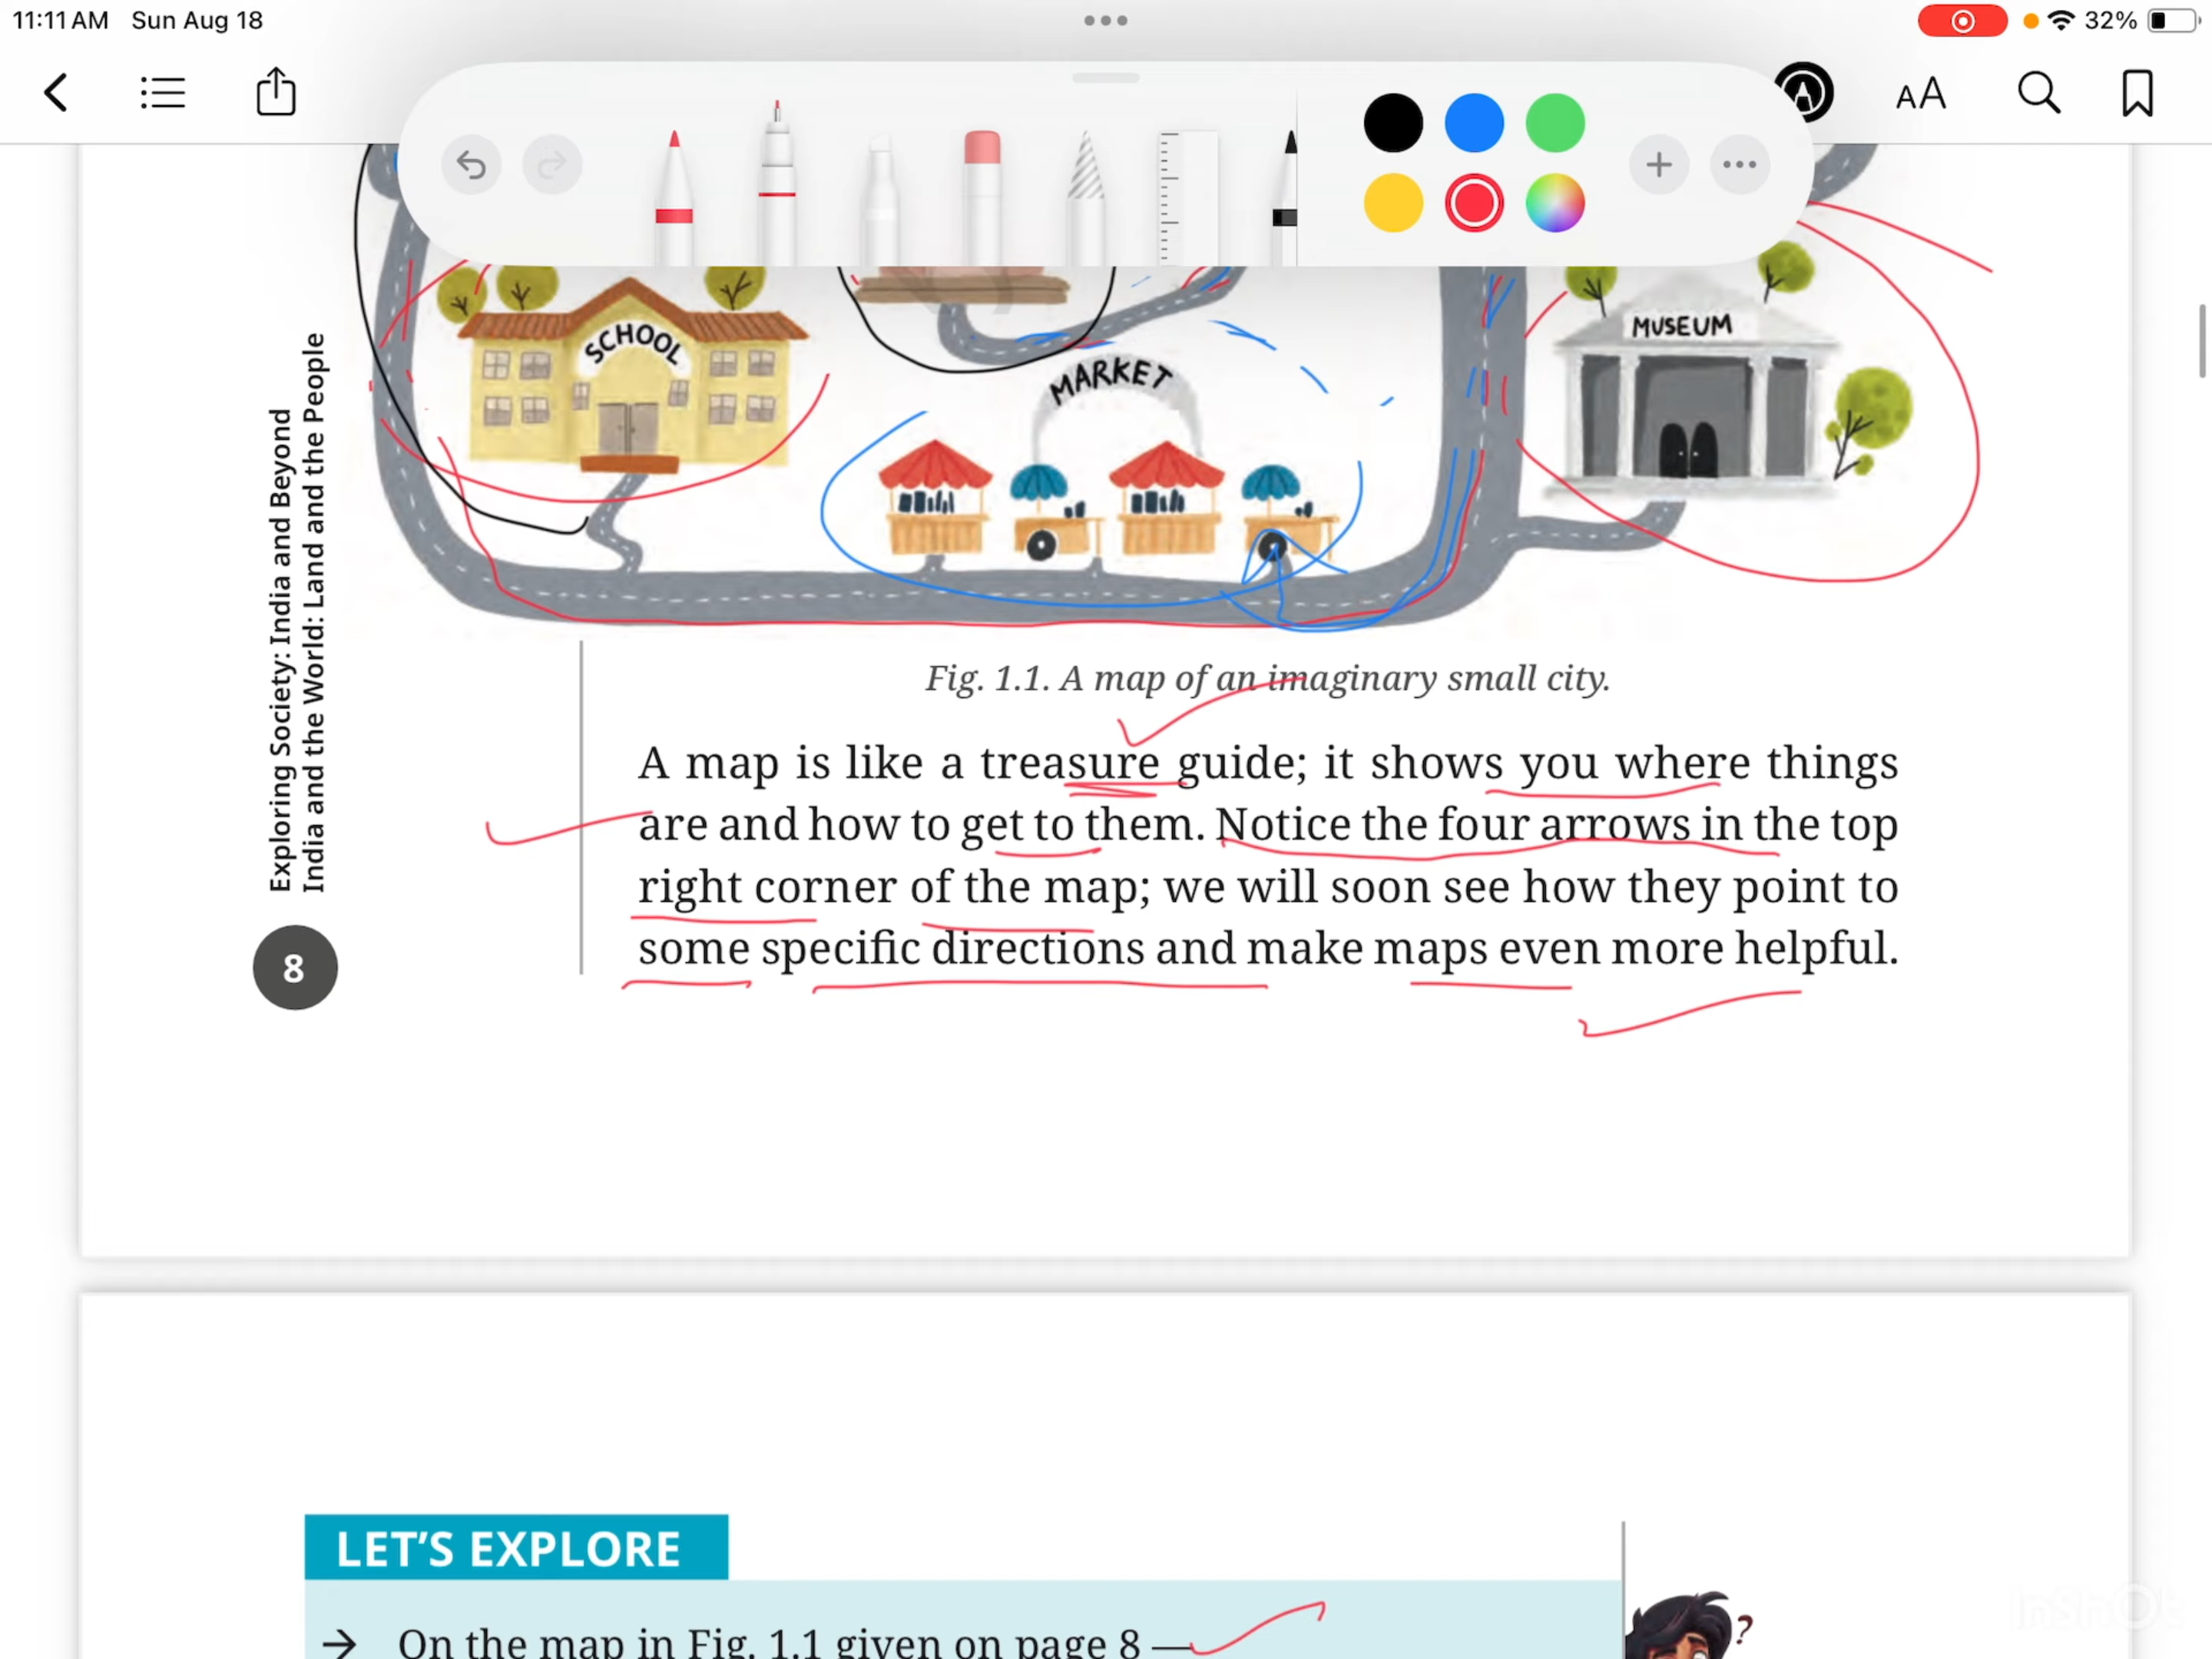 11:11 AM Sun Aug 18
32%
AA
SCHOOL
MARKET
MUSEUM
Exploring Society: India and Beyond
India and the World: Land and the People
8
Fig. 1.1. A map of an imaginary small city.
A map is like a treasure guide; it shows you where things
are and how to get to them. Notice the four arrows in the top
right corner of the map; we will soon see how they point to
some specific directions and make maps even more helpful.
LET'S EXPLORE
→ On the map in Fig. 1.1 given on page 8 —
?
InShOt